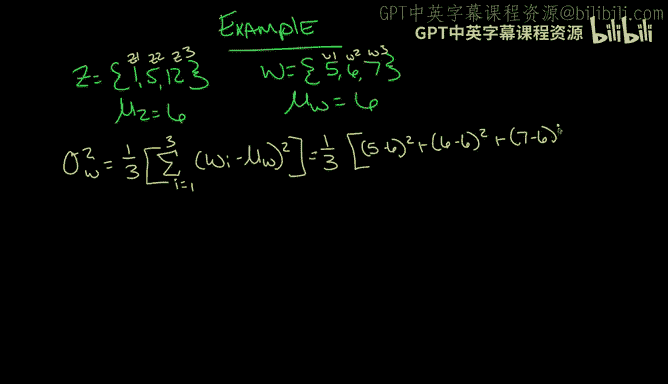 GPT中英字幕课程资源@bilibili.com
GPT中英字幕课程资源 bilibili
EXAMPLE
z1 z2 z3 w1 w2 w3
Z={1,5,12} W={5,6,7}
μz=6 μw=6
σ²w = 1/3 [ 3 Σ i=1 (wi-μw)² ] = 1/3 [ (5-6)²+(6-6)²+(7-6)